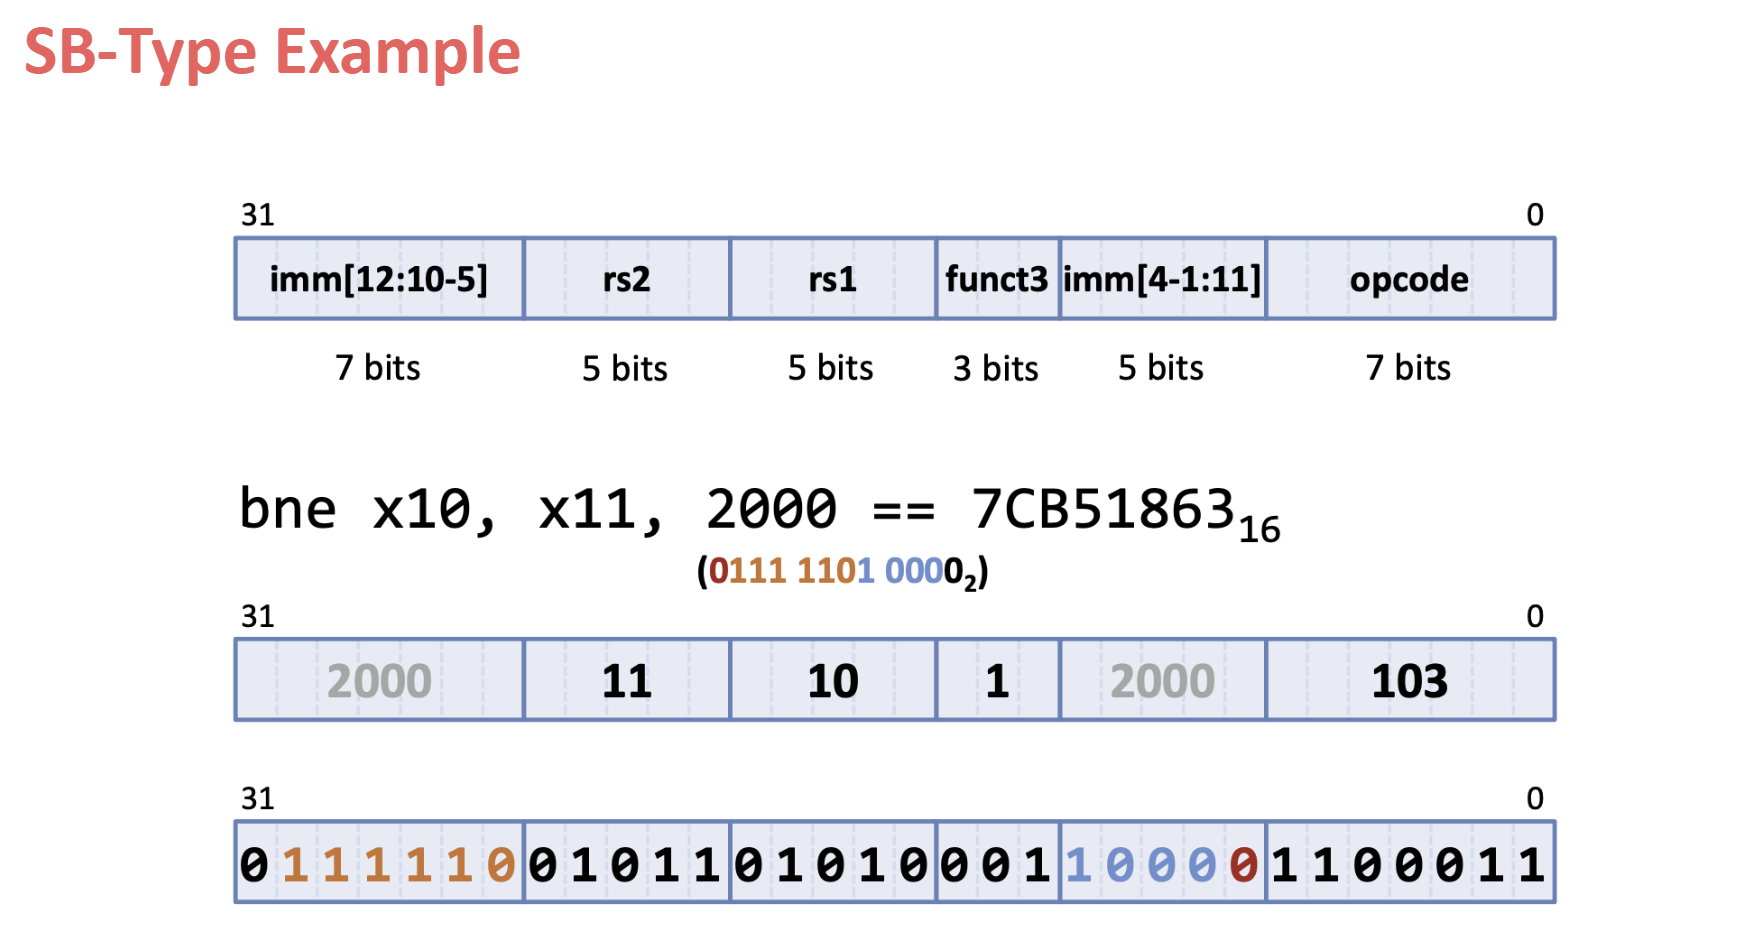 SB-Type Example
31 0
imm[12:10-5] rs2 rs1 funct3 imm[4-1:11] opcode
7 bits 5 bits 5 bits 3 bits 5 bits 7 bits
bne x10, x11, 2000 == 7CB51863₁₆
(0111 1101 0000₂)
31 0
2000 11 10 1 2000 103
31 0
0 1 1 1 1 1 0 0 1 0 1 1 0 1 0 1 0 0 0 1 1 0 0 0 0 1 1 0 0 0 1 1